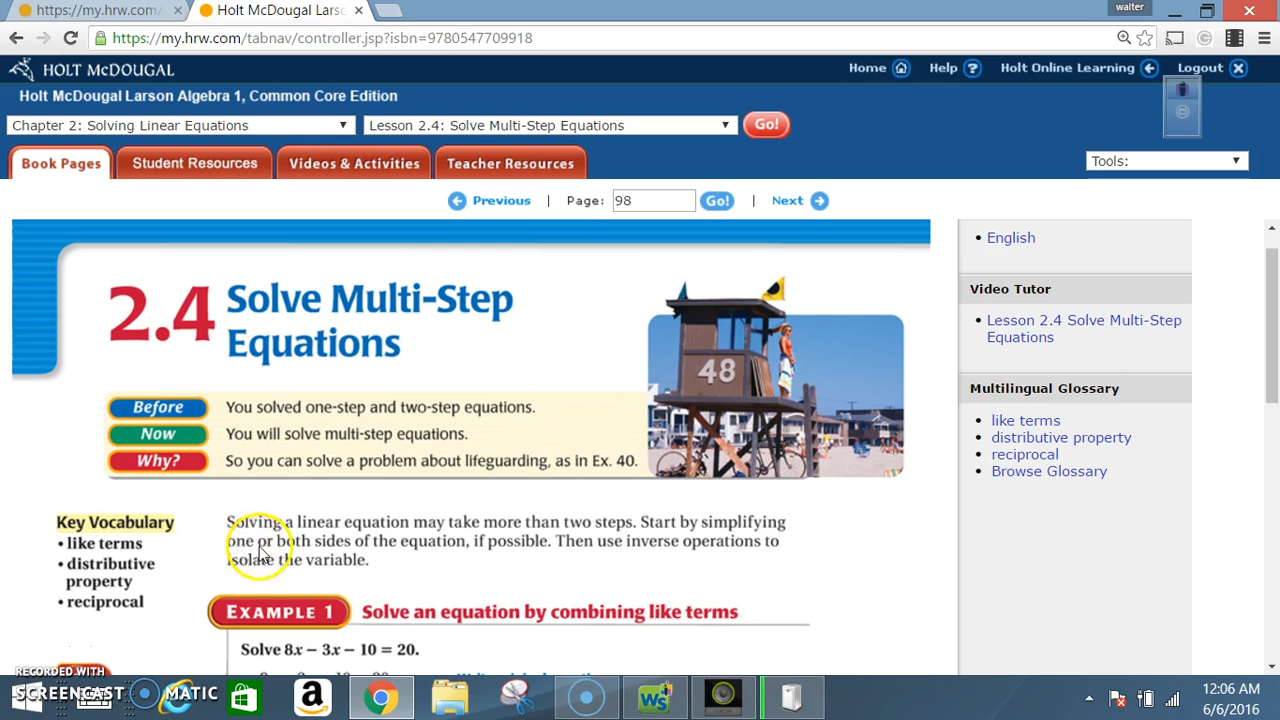 https://my.hrw.com/tabna
Holt McDougal Larsc
walter
https://my.hrw.com/tabnav/controller.jsp?isbn=9780547709918
HOLT MCDOUGAL
Home
Help ?
Holt Online Learning
Logout
Holt McDougal Larson Algebra 1, Common Core Edition
Chapter 2: Solving Linear Equations
Lesson 2.4: Solve Multi-Step Equations
Go!
Book Pages
Student Resources
Videos & Activities
Teacher Resources
Tools:
Previous | Page: 98 Go! | Next
2.4 Solve Multi-Step
Equations
48
Before You solved one-step and two-step equations.
Now You will solve multi-step equations.
Why? So you can solve a problem about lifeguarding, as in Ex. 40.
Key Vocabulary
• like terms
• distributive
property
• reciprocal
Solving a linear equation may take more than two steps. Start by simplifying
one or both sides of the equation, if possible. Then use inverse operations to
isolate the variable.
EXAMPLE 1 Solve an equation by combining like terms
Solve 8x − 3x − 10 = 20.
• English
Video Tutor
• Lesson 2.4 Solve Multi-Step
Equations
Multilingual Glossary
• like terms
• distributive property
• reciprocal
• Browse Glossary
RECORDED WITH
SCREENCAST MATIC
12:06 AM
6/6/2016